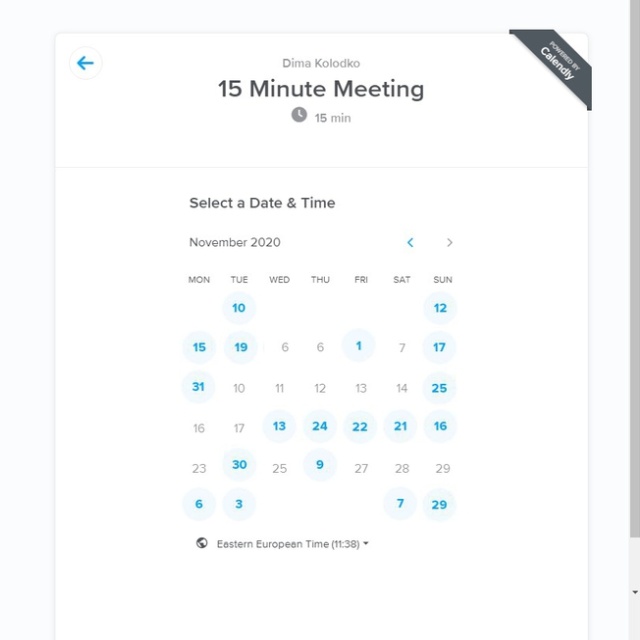 Dima Kolodko
POWERED BY
Calendly
15 Minute Meeting
15 min
Select a Date & Time
November 2020
MON TUE WED THU FRI SAT SUN
10 12
15 19 6 6 1 7 17
31 10 11 12 13 14 25
16 17 13 24 22 21 16
23 30 25 9 27 28 29
6 3 7 29
Eastern European Time (11:38)